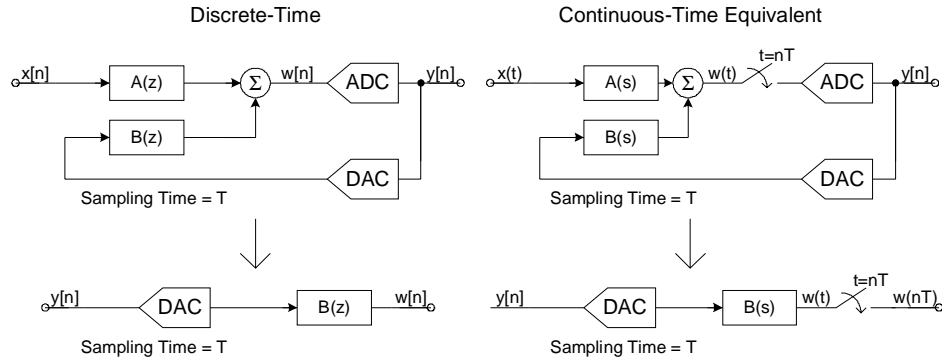 Discrete-Time
Continuous-Time Equivalent
x[n]
A(z)
Σ
w[n]
ADC
y[n]
B(z)
DAC
Sampling Time = T
x(t)
A(s)
Σ
w(t)
t=nT
ADC
y[n]
B(s)
DAC
Sampling Time = T
y[n]
DAC
B(z)
w[n]
Sampling Time = T
y[n]
DAC
B(s)
w(t)
t=nT
w(nT)
Sampling Time = T